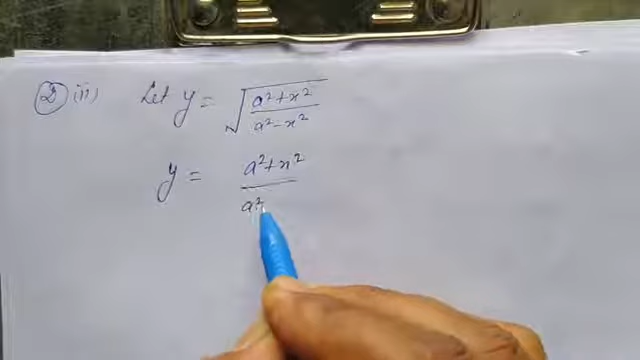 ② (ii) Let y = √(a²+x² / a²-x²)
y = a²+x² / a²